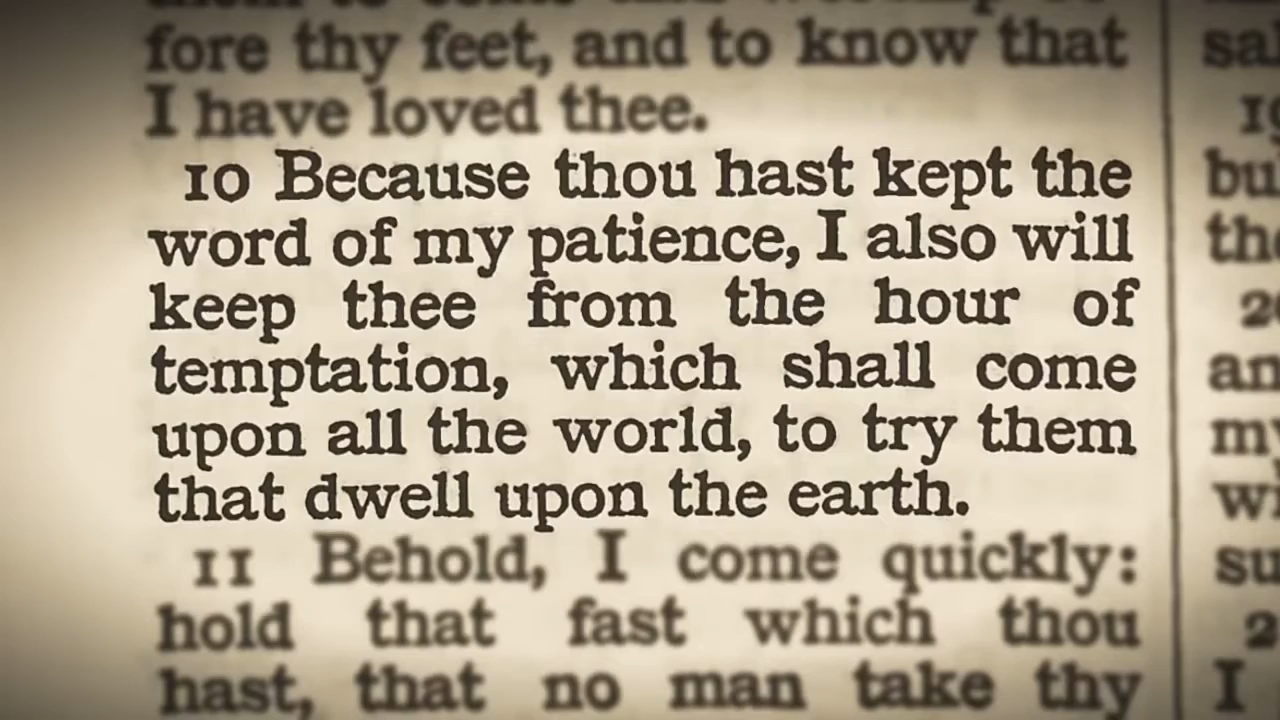 fore thy feet, and to know that
I have loved thee.
10 Because thou hast kept the
word of my patience, I also will
keep thee from the hour of
temptation, which shall come
upon all the world, to try them
that dwell upon the earth.
11 Behold, I come quickly:
hold that fast which thou
hast, that no man take thy
I